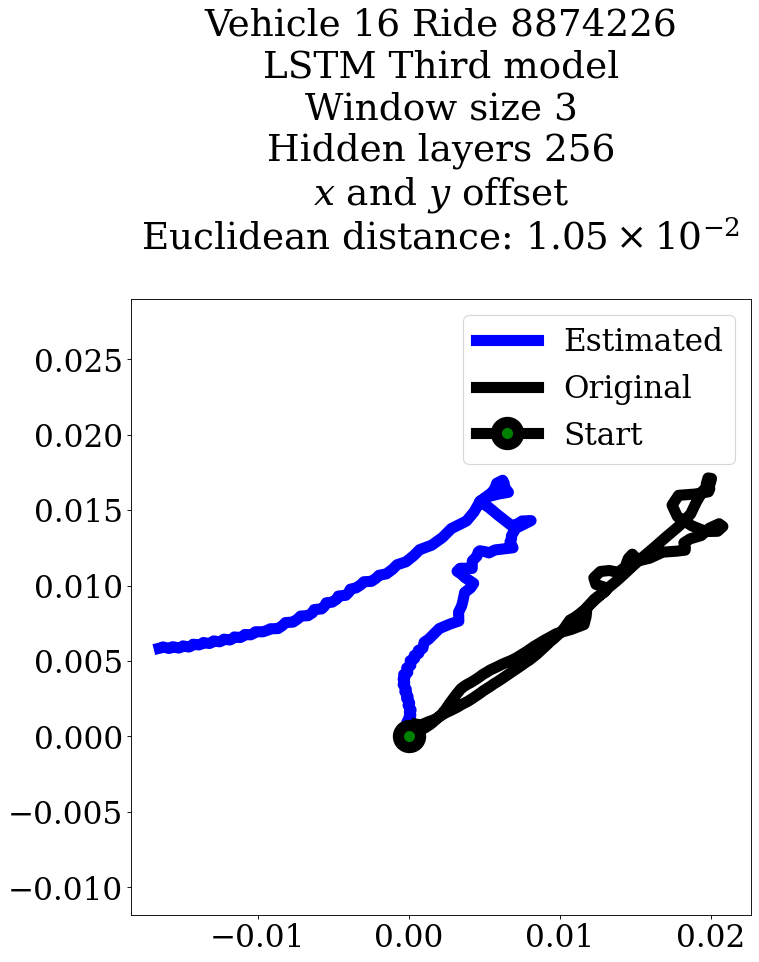 Vehicle 16 Ride 8874226
LSTM Third model
Window size 3
Hidden layers 256
x and y offset
Euclidean distance: 1.05 × 10⁻²
Estimated
Original
Start
0.025
0.020
0.015
0.010
0.005
0.000
−0.005
−0.010
−0.01 0.00 0.01 0.02